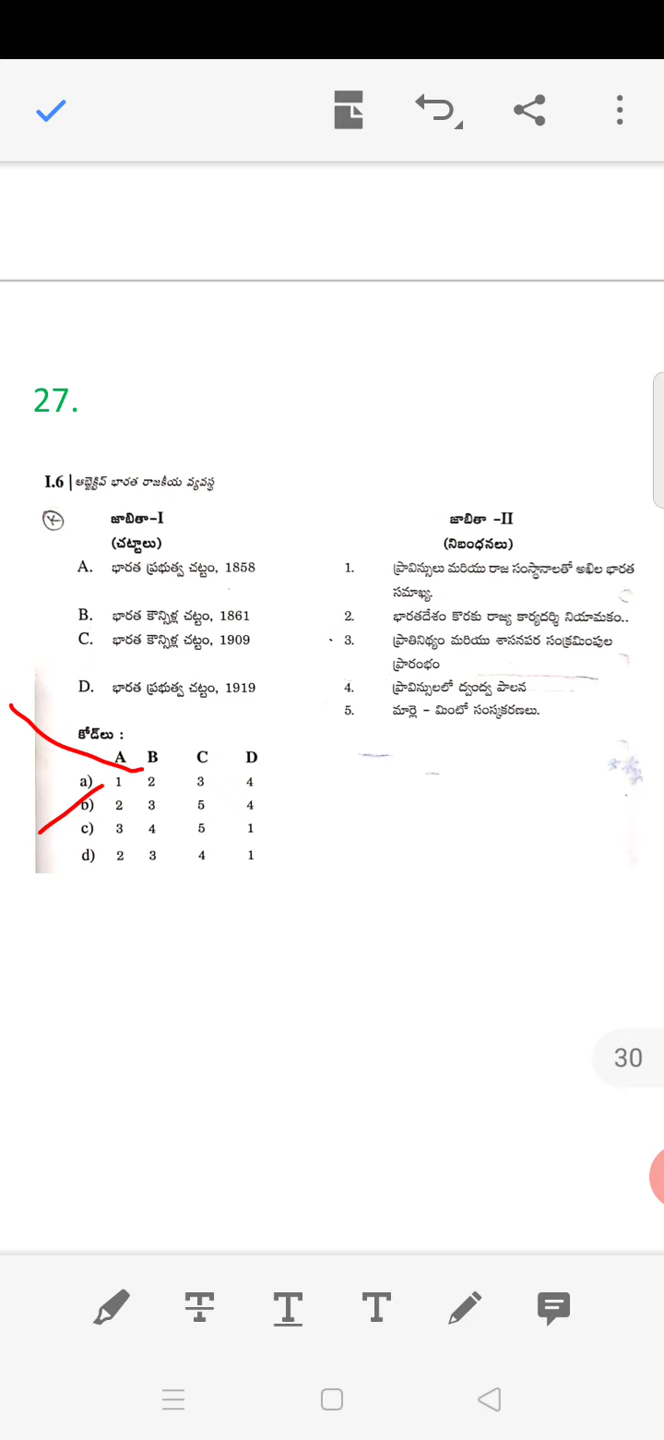 27.
I.6 | ఆబ్జెక్టివ్ భారత రాజకీయ వ్యవస్థ
జాబితా-I జాబితా -II
(చట్టాలు) (నిబంధనలు)
A. భారత ప్రభుత్వ చట్టం, 1858 1. ప్రావిన్సులు మరియు రాజ సంస్థానాలతో అఖిల భారత
సమాఖ్య.
B. భారత కౌన్సిళ్ల చట్టం, 1861 2. భారతదేశం కొరకు రాజ్య కార్యదర్శి నియామకం..
C. భారత కౌన్సిళ్ల చట్టం, 1909 3. ప్రాతినిథ్యం మరియు శాసనపర సంక్రమింపుల
ప్రారంభం
D. భారత ప్రభుత్వ చట్టం, 1919 4. ప్రావిన్సులలో ద్వంద్వ పాలన
5. మార్లె - మింటో సంస్కరణలు.
కోడ్‌లు :
A B C D
a) 1 2 3 4
b) 2 3 5 4
c) 3 4 5 1
d) 2 3 4 1
30